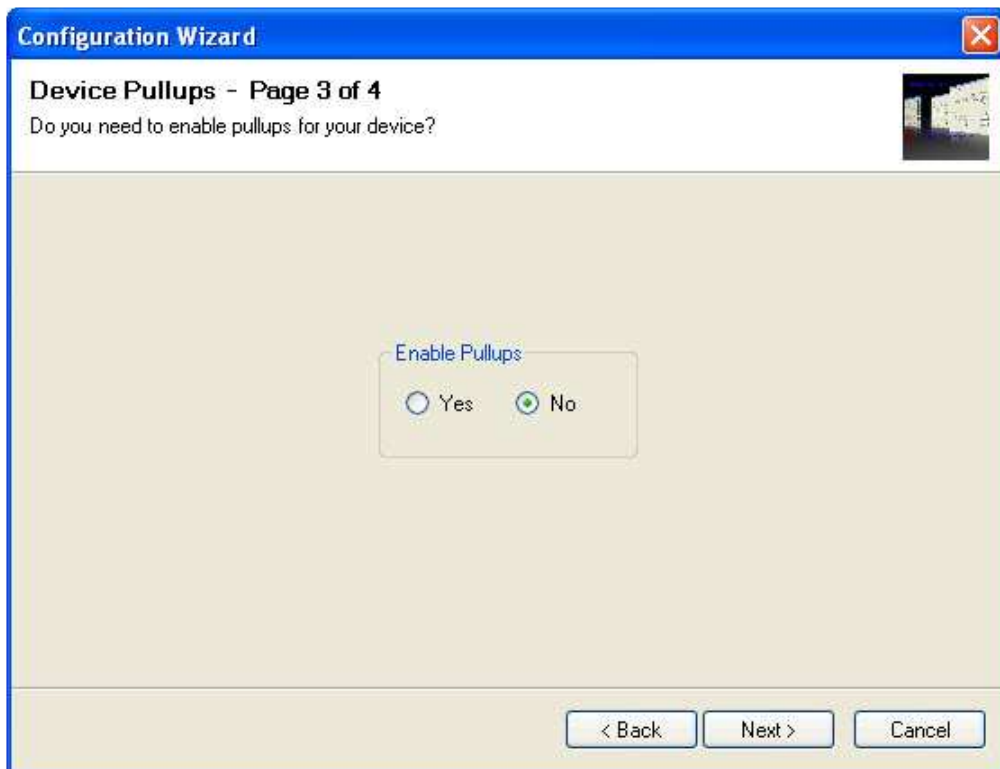 Configuration Wizard
Device Pullups - Page 3 of 4
Do you need to enable pullups for your device?
Enable Pullups
Yes No
< Back Next > Cancel